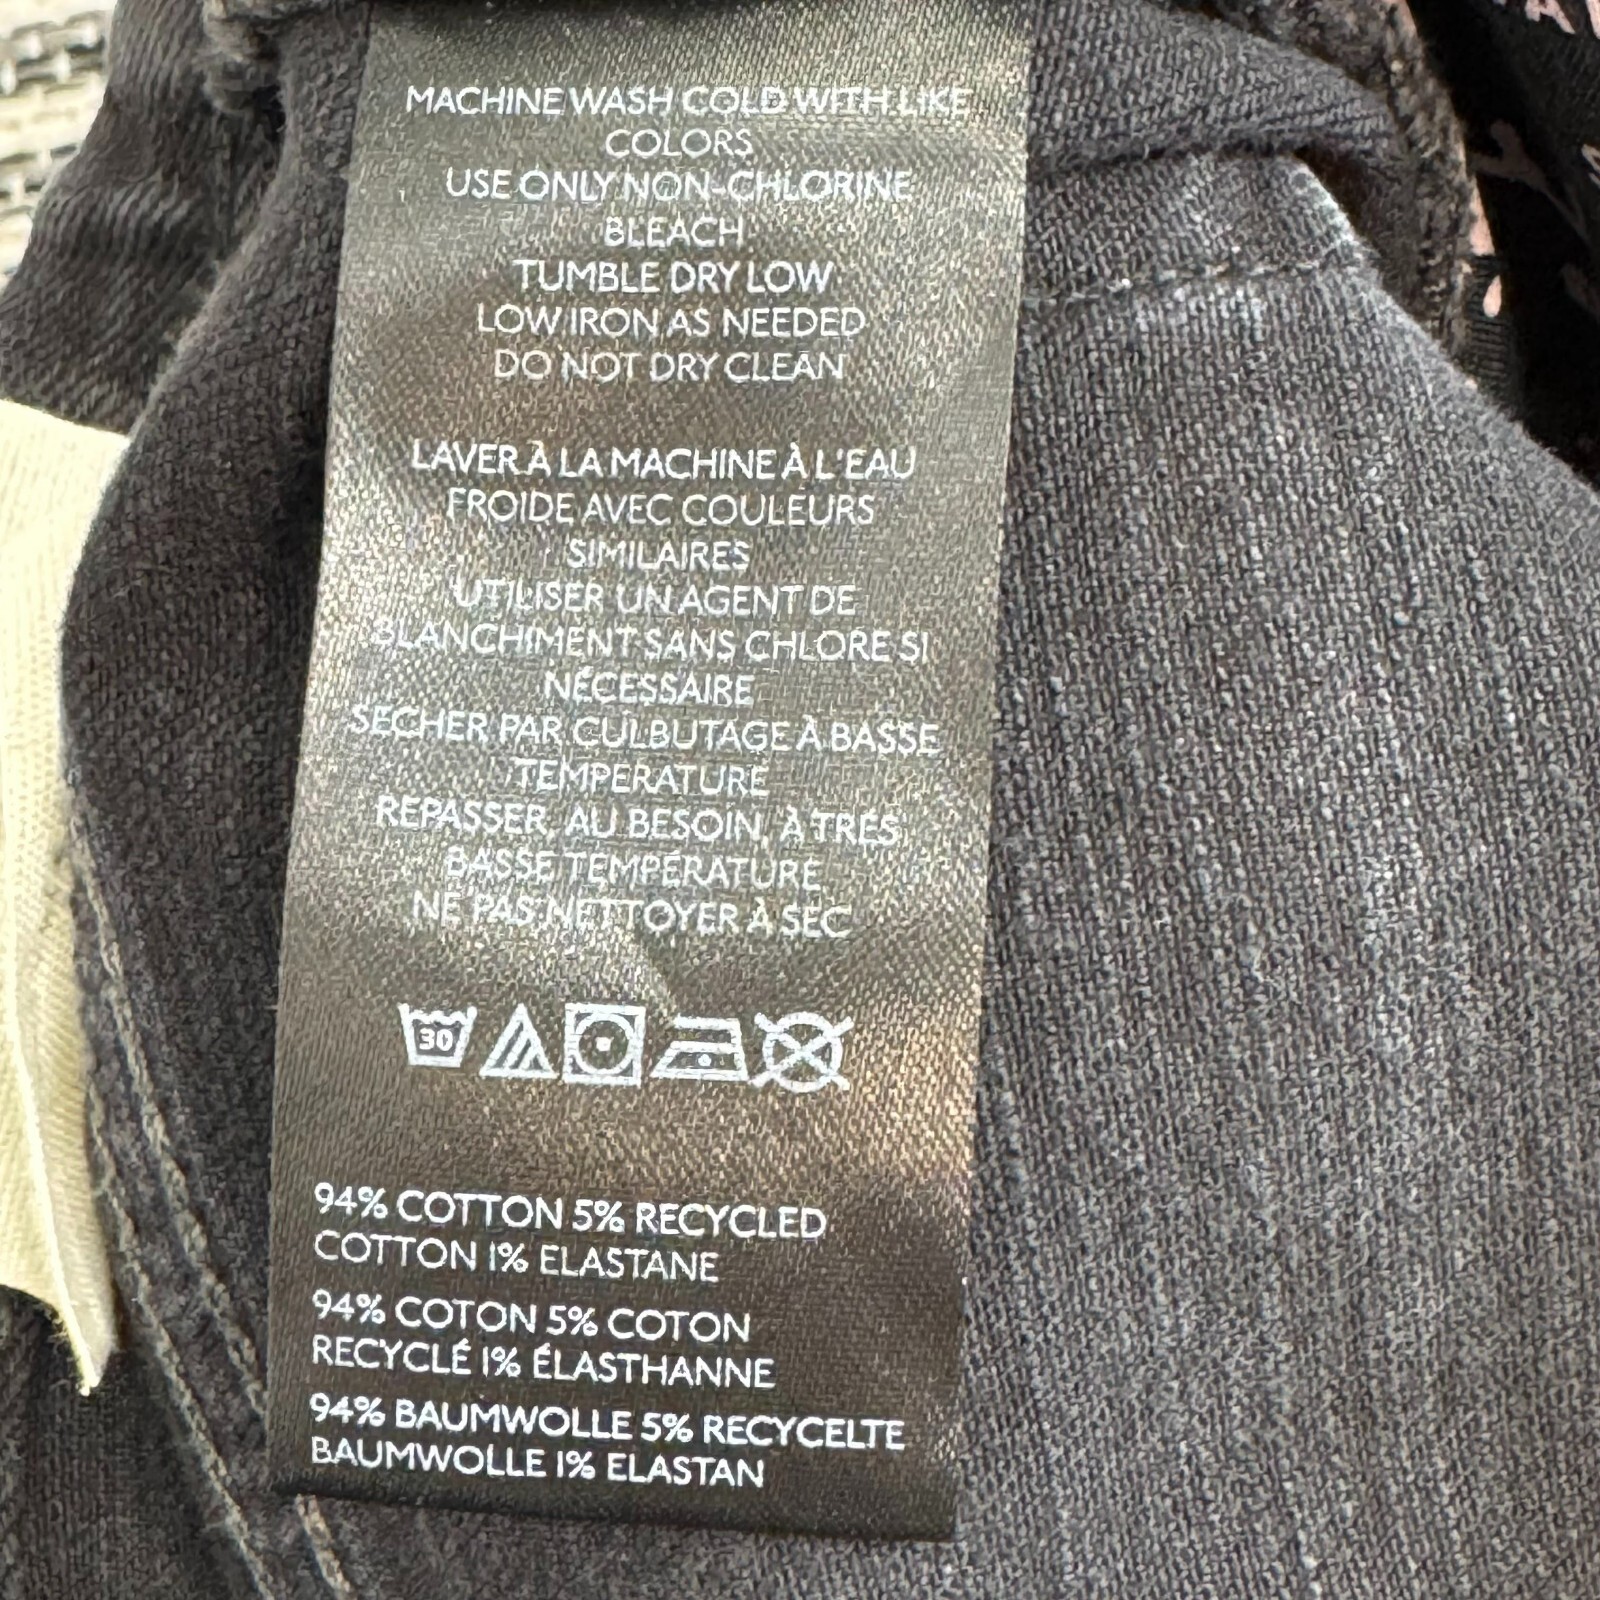 MACHINE WASH COLD WITH LIKE
COLORS
USE ONLY NON-CHLORINE
BLEACH
TUMBLE DRY LOW
LOW IRON AS NEEDED
DO NOT DRY CLEAN
LAVER À LA MACHINE À L'EAU
FROIDE AVEC COULEURS
SIMILAIRES
UTILISER UN AGENT DE
BLANCHIMENT SANS CHLORE SI
NÉCESSAIRE
SÉCHER PAR CULBUTAGE À BASSE
TEMPERATURE
REPASSER, AU BESOIN, À TRÈS
BASSE TEMPÉRATURE
NE PAS NETTOYER À SEC
30
94% COTTON 5% RECYCLED
COTTON 1% ELASTANE
94% COTON 5% COTON
RECYCLÉ 1% ÉLASTHANNE
94% BAUMWOLLE 5% RECYCELTE
BAUMWOLLE 1% ELASTAN